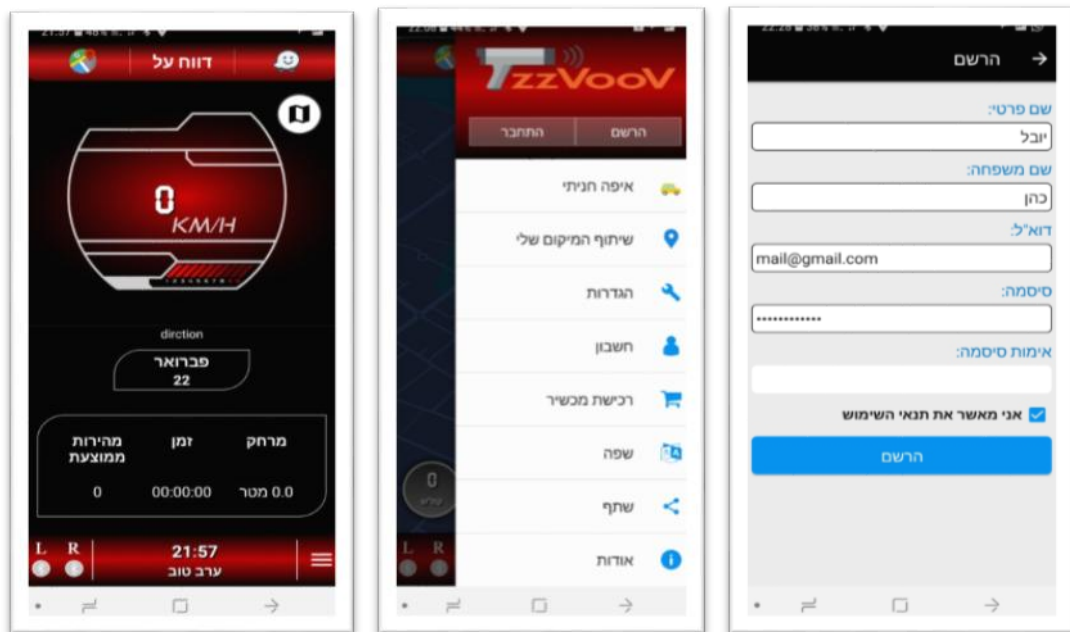 21:57
דווח על
0
KM/H
dirction
פברואר
22
מרחק
זמן
מהירות
ממוצעת
0.0 מטר
00:00:00
0
L R
21:57
ערב טוב
TzzVooV
הרשם
התחבר
איפה חניתי
שיתוף המיקום שלי
הגדרות
חשבון
רכישת מכשיר
שפה
שתף
אודות
0
קמ"ש
L R
הרשם
שם פרטי:
יובל
שם משפחה:
כהן
דוא"ל:
mail@gmail.com
סיסמה:
אימות סיסמה:
אני מאשר את תנאי השימוש
הרשם